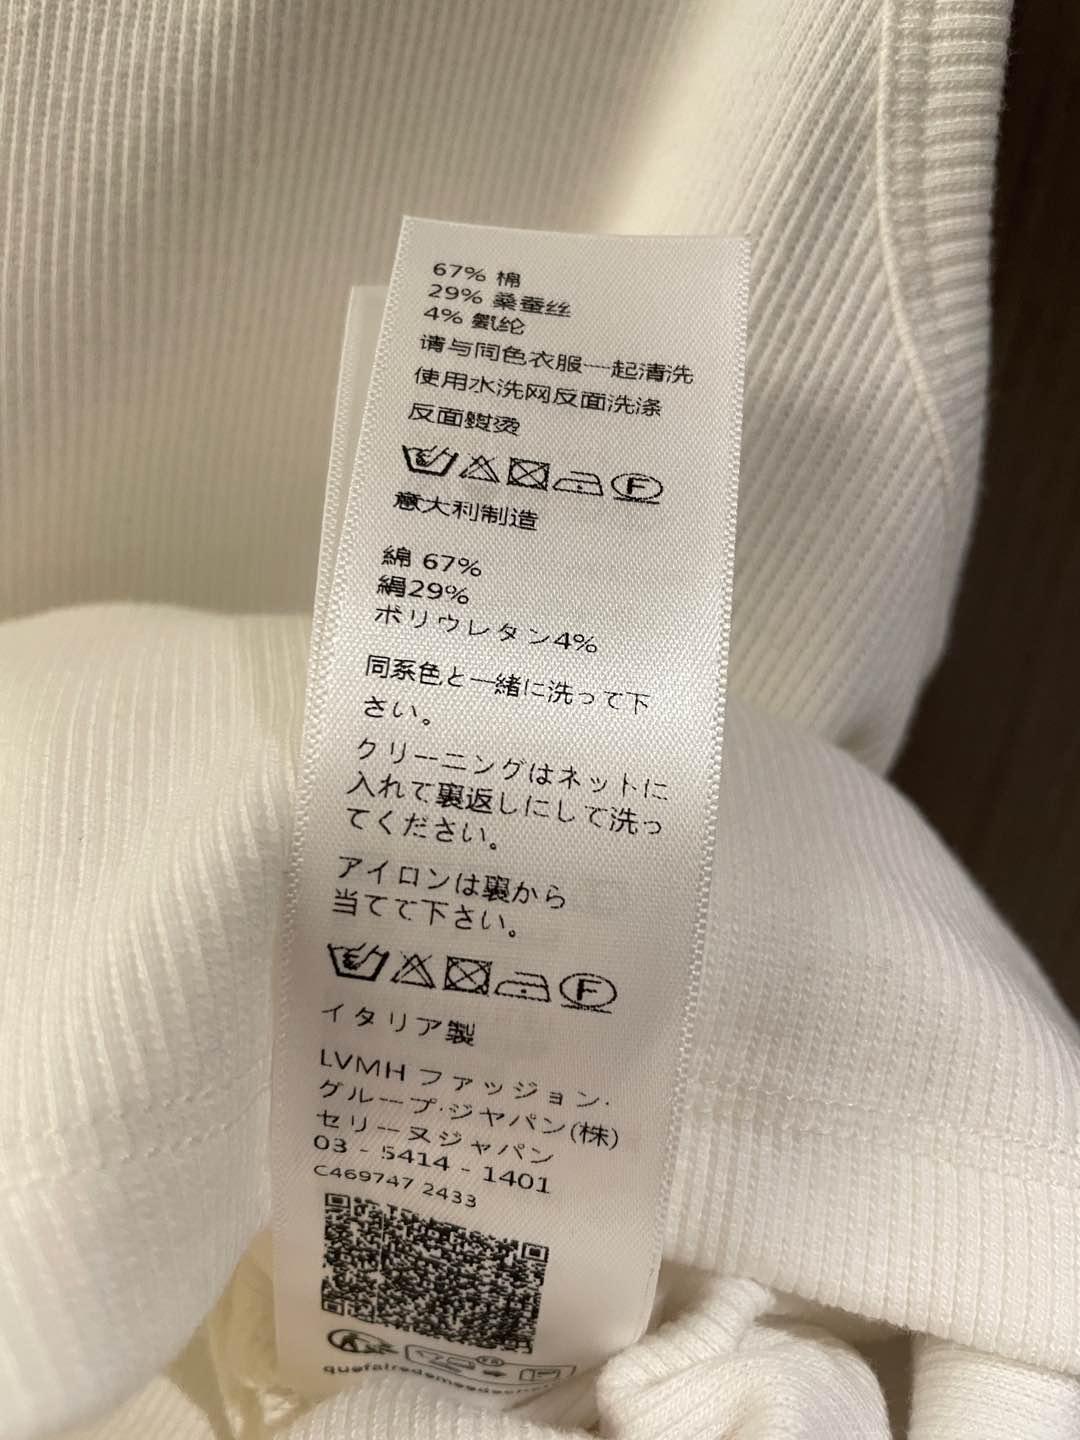 67% 棉
29% 桑蚕丝
4% 氨纶
请与同色衣服一起清洗
使用水洗网反面洗涤
反面熨烫
F
意大利制造
綿 67%
絹29%
ポリウレタン4%
同系色と一緒に洗って下
さい。
クリーニングはネットに
入れて裏返しにして洗っ
てください。
アイロンは裏から
当てて下さい。
F
イタリア製
LVMH ファッション・
グループ・ジャパン(株)
セリーヌジャパン
03 - 5414 - 1401
C469747 2433
FR